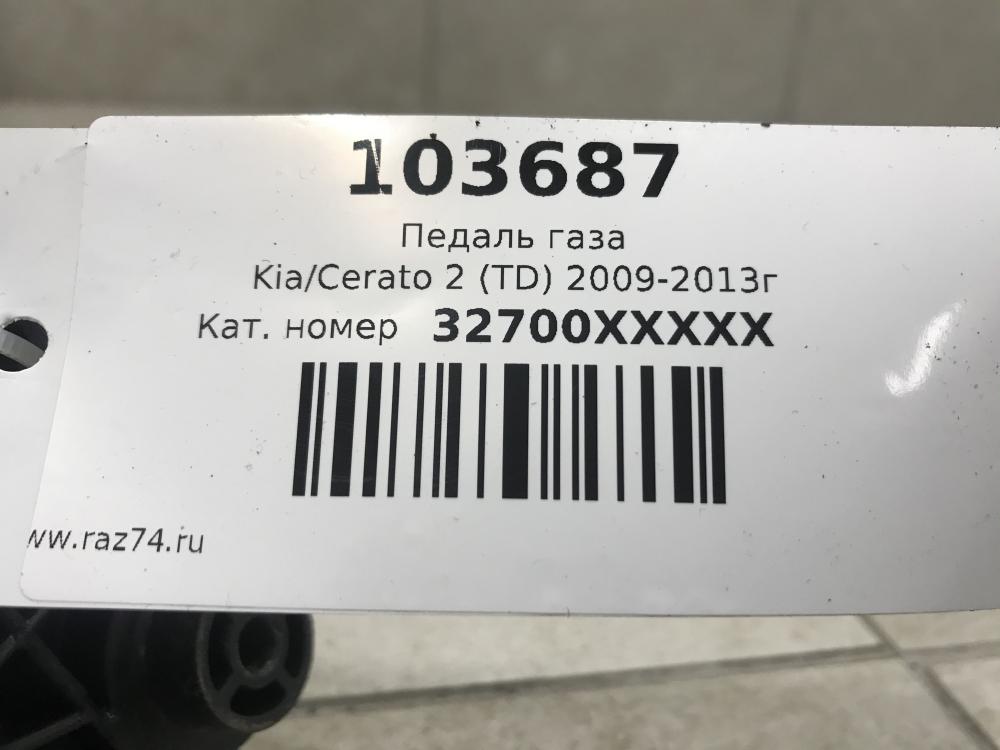 103687
Педаль газа
Kia/Cerato 2 (TD) 2009-2013г
Кат. номер 32700XXXXX
ww.raz74.ru